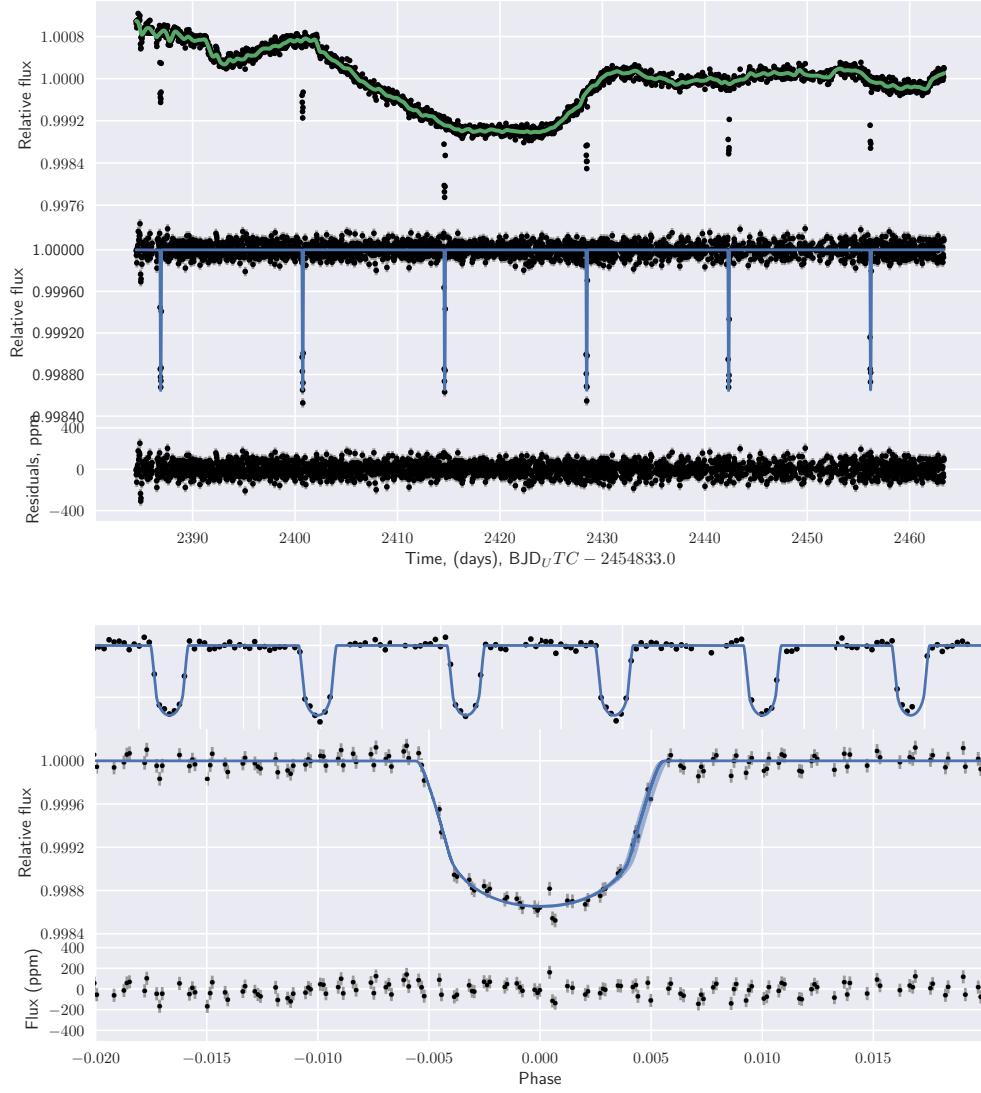 Relative flux
1.0008
1.0000
0.9992
0.9984
0.9976
Relative flux
1.00000
0.99960
0.99920
0.99880
0.99840
Residuals, ppm
400
0
−400
2390 2400 2410 2420 2430 2440 2450 2460
Time, (days), BJD_UTC − 2454833.0
Relative flux
1.0000
0.9996
0.9992
0.9988
0.9984
Flux (ppm)
400
200
0
−200
−400
−0.020 −0.015 −0.010 −0.005 0.000 0.005 0.010 0.015
Phase